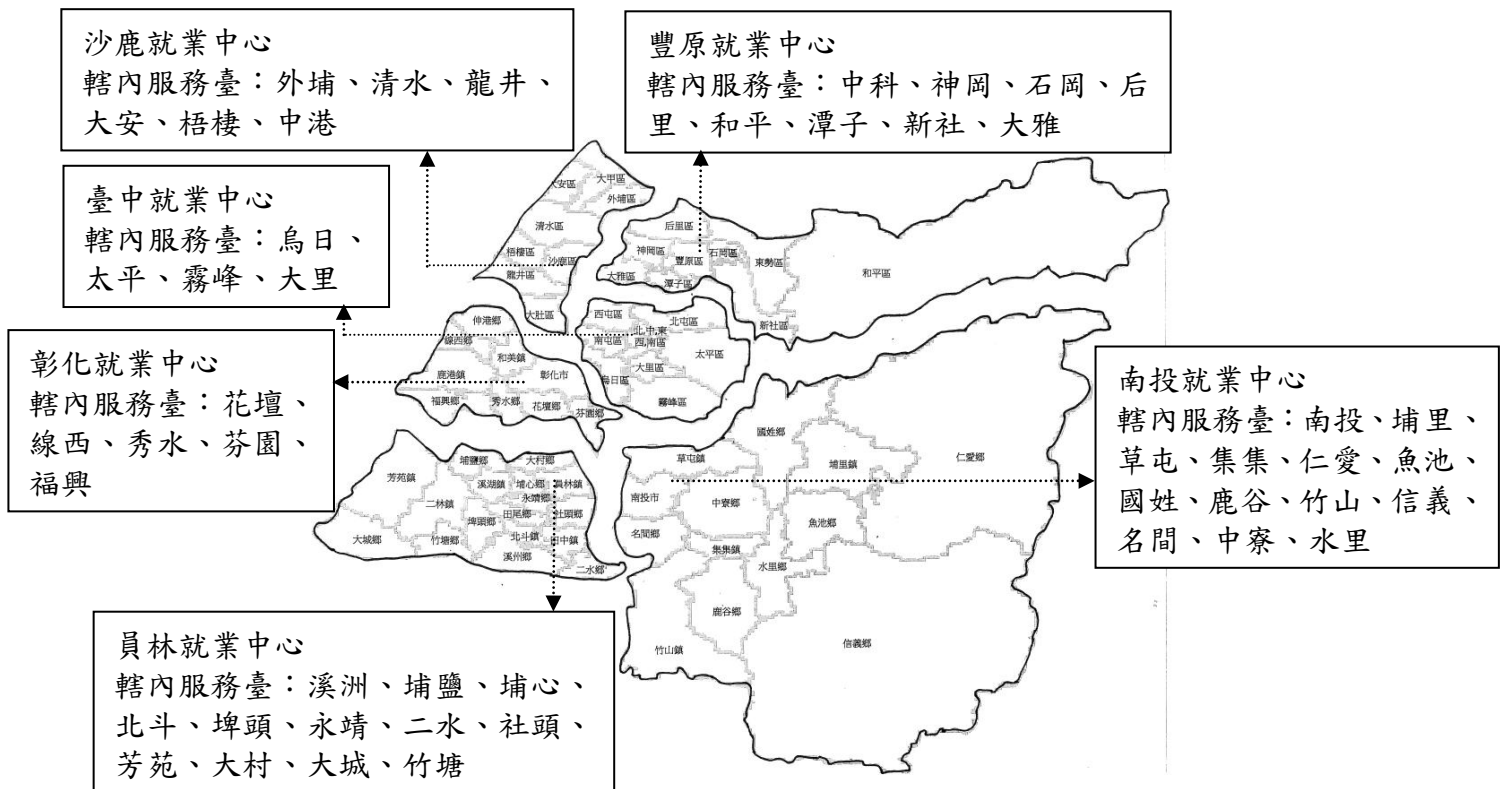 沙鹿就業中心
轄內服務臺：外埔、清水、龍井、
大安、梧棲、中港
豐原就業中心
轄內服務臺：中科、神岡、石岡、后
里、和平、潭子、新社、大雅
臺中就業中心
轄內服務臺：烏日、
太平、霧峰、大里
彰化就業中心
轄內服務臺：花壇、
線西、秀水、芬園、
福興
南投就業中心
轄內服務臺：南投、埔里、
草屯、集集、仁愛、魚池、
國姓、鹿谷、竹山、信義、
名間、中寮、水里
員林就業中心
轄內服務臺：溪洲、埔鹽、埔心、
北斗、埤頭、永靖、二水、社頭、
芳苑、大村、大城、竹塘
大安區
大甲區
外埔區
清水區
梧棲區
沙鹿區
龍井區
大肚區
后里區
神岡區
豐原區
石岡區
東勢區
和平區
大雅區
潭子區
新社區
西屯區
北,中,東
西,南區
北屯區
南屯區
太平區
大里區
烏日區
霧峰區
伸港鄉
線西鄉
和美鎮
鹿港鎮
彰化市
福興鄉
秀水鄉
花壇鄉
芬園鄉
芳苑鎮
埔鹽鄉
大村鄉
溪湖鎮
埔心鄉
員林鎮
永靖鄉
二林鎮
田尾鄉
社頭鄉
埤頭鄉
大城鄉
竹塘鄉
北斗鎮
田中鎮
溪州鄉
二水鄉
國姓鄉
草屯鎮
埔里鎮
仁愛鄉
南投市
中寮鄉
魚池鄉
名間鄉
集集鎮
水里鄉
鹿谷鄉
竹山鎮
信義鄉